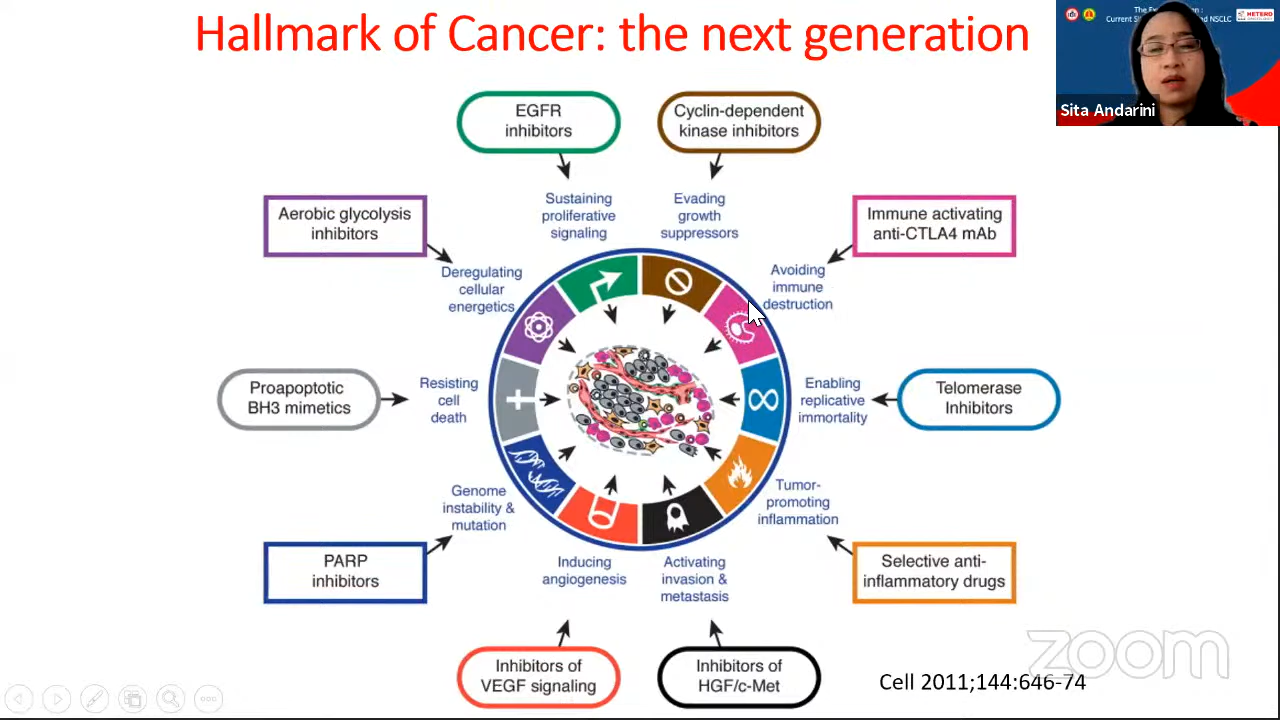 Hallmark of Cancer: the next generation
EGFR
inhibitors
Cyclin-dependent
kinase inhibitors
Sustaining
proliferative
signaling
Evading
growth
suppressors
Aerobic glycolysis
inhibitors
Immune activating
anti-CTLA4 mAb
Deregulating
cellular
energetics
Avoiding
immune
destruction
Proapoptotic
BH3 mimetics
Resisting
cell
death
Enabling
replicative
immortality
Telomerase
Inhibitors
Genome
instability &
mutation
Tumor-
promoting
inflammation
PARP
inhibitors
Inducing
angiogenesis
Activating
invasion &
metastasis
Selective anti-
inflammatory drugs
Inhibitors of
VEGF signaling
Inhibitors of
HGF/c-Met
Cell 2011;144:646-74
zoom
The
Current
NSCLC
HETERO
Sita Andarini